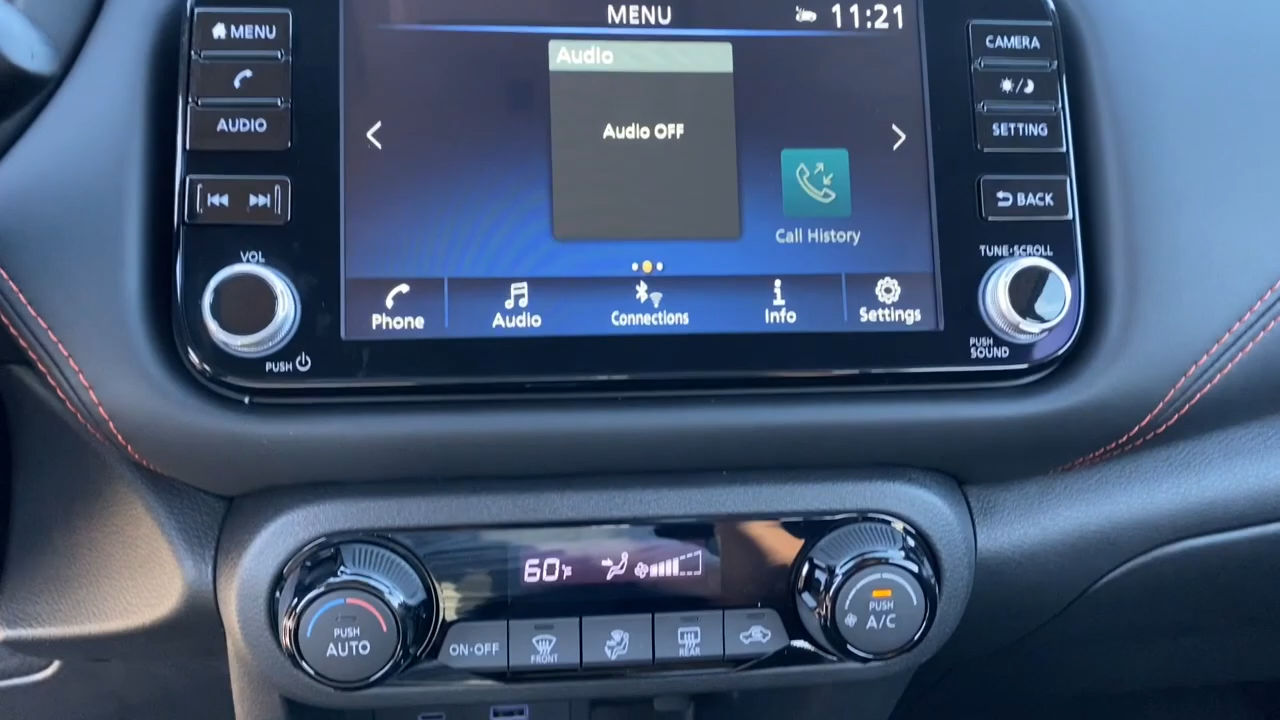 MENU
11:21
MENU
CAMERA
Audio
AUDIO
Audio OFF
SETTING
BACK
Call History
VOL
TUNE·SCROLL
Phone
Audio
Connections
Info
Settings
PUSH
PUSH
SOUND
60°F
PUSH
AUTO
ON·OFF
FRONT
REAR
PUSH
A/C